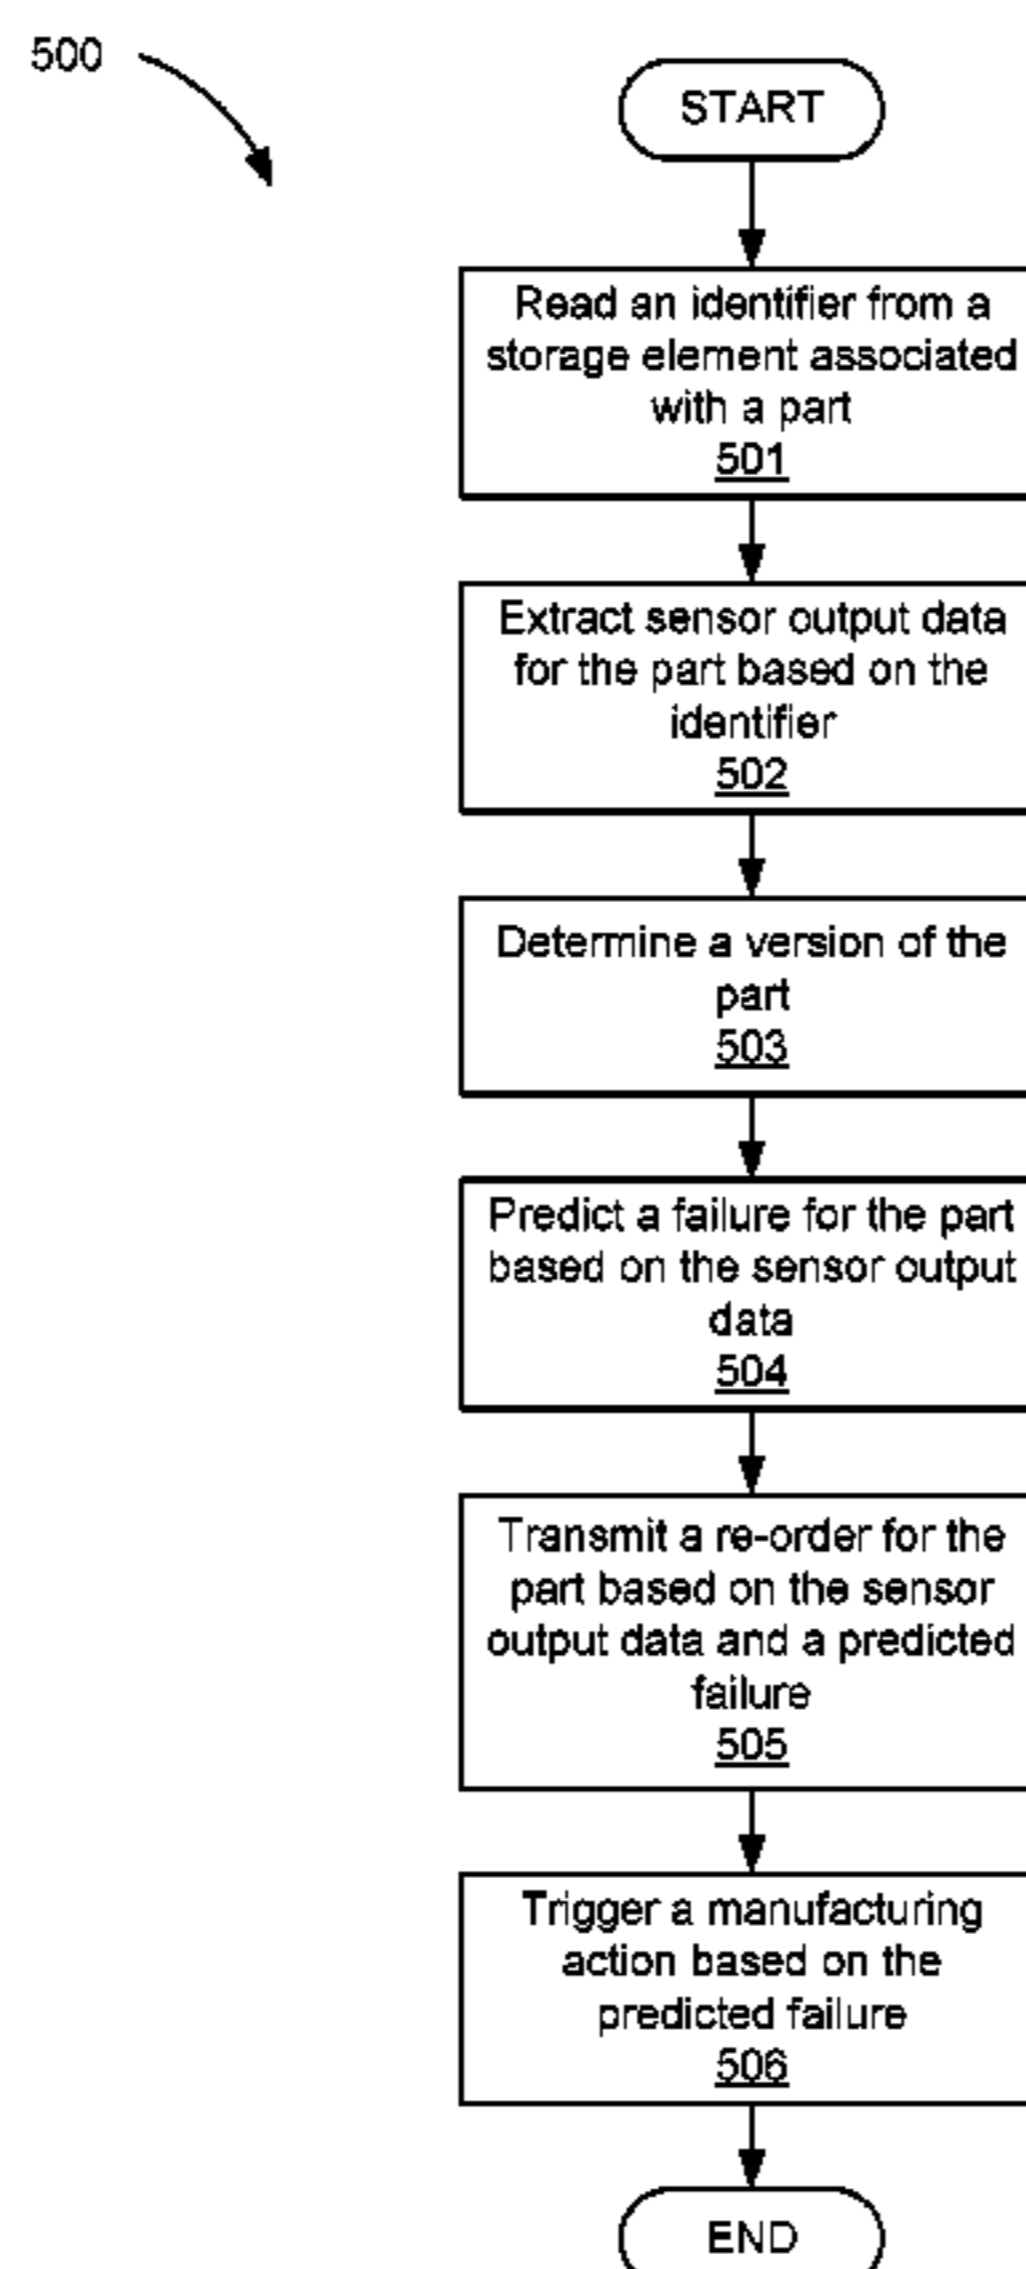 500
START
Read an identifier from a
storage element associated
with a part
501
Extract sensor output data
for the part based on the
identifier
502
Determine a version of the
part
503
Predict a failure for the part
based on the sensor output
data
504
Transmit a re-order for the
part based on the sensor
output data and a predicted
failure
505
Trigger a manufacturing
action based on the
predicted failure
506
END